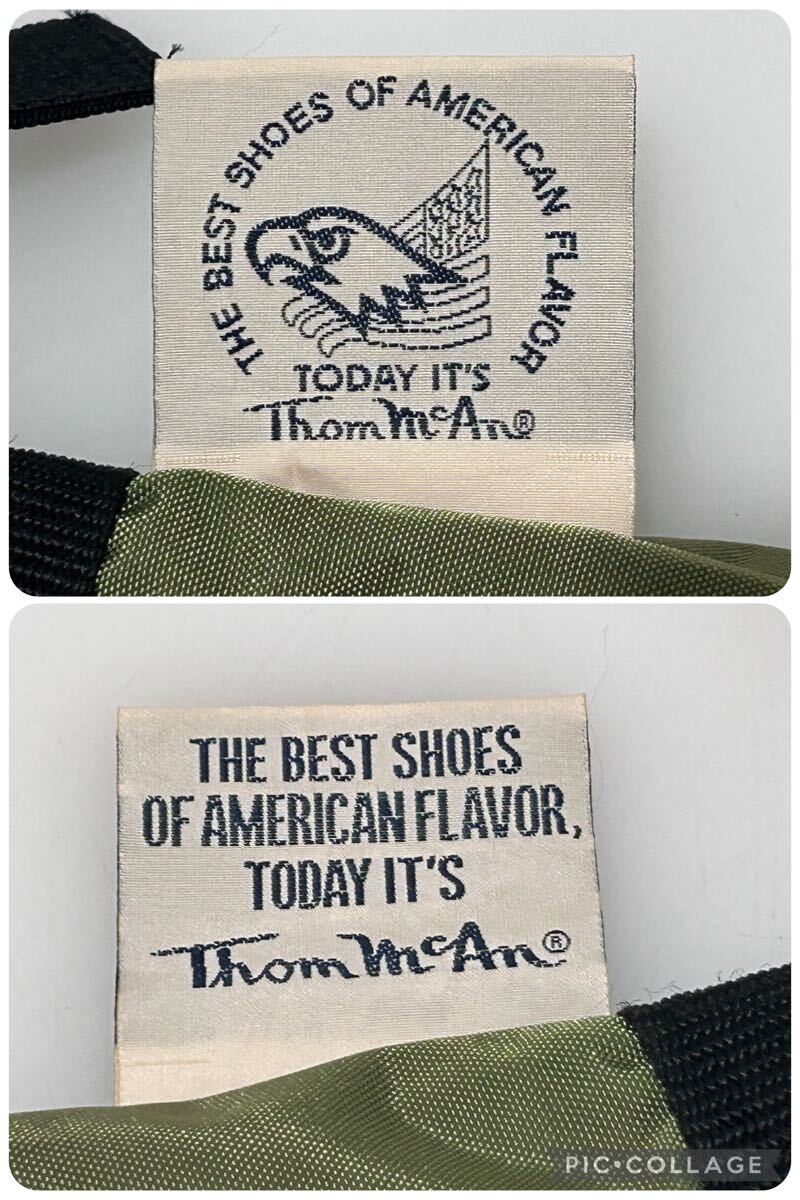 THE BEST SHOES OF AMERICAN FLAVOR
TODAY IT'S
Thom McAn®
THE BEST SHOES
OF AMERICAN FLAVOR,
TODAY IT'S
Thom McAn®
PIC•COLLAGE